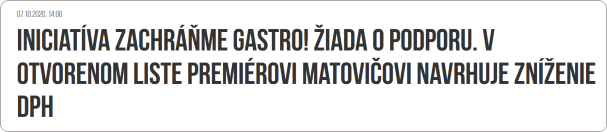 07.10.2020, 14:00
INICIATÍVA ZACHRÁŇME GASTRO! ŽIADA O PODPORU. V
OTVORENOM LISTE PREMIÉROVI MATOVIČOVI NAVRHUJE ZNÍŽENIE
DPH